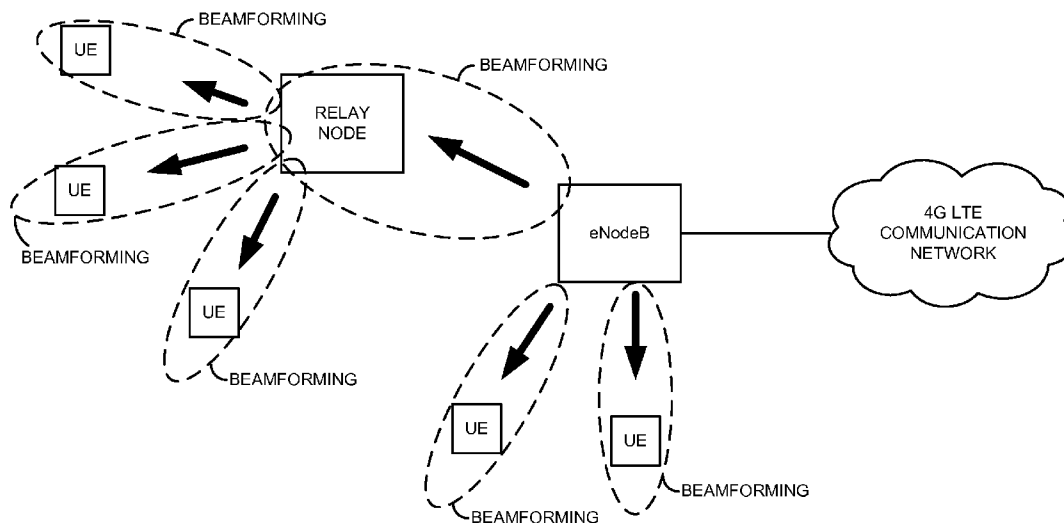 BEAMFORMING
UE
BEAMFORMING
RELAY
NODE
UE
BEAMFORMING
eNodeB
4G LTE
COMMUNICATION
NETWORK
UE
BEAMFORMING
UE
UE
BEAMFORMING
BEAMFORMING